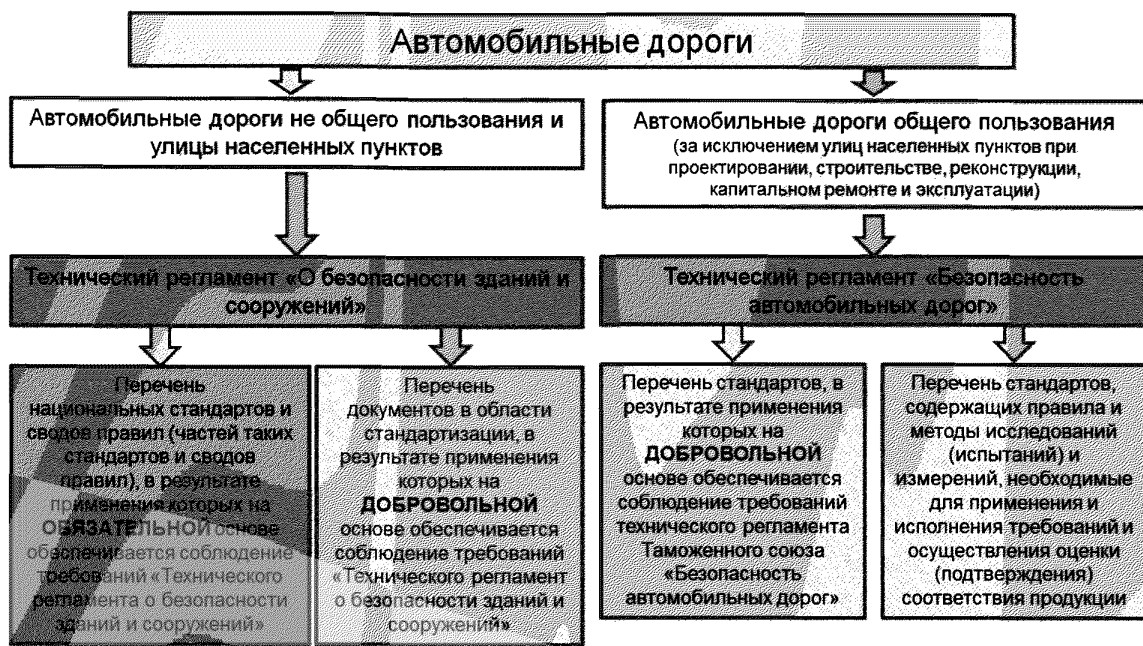 Автомобильные дороги
Автомобильные дороги не общего пользования и
улицы населенных пунктов
Автомобильные дороги общего пользования
(за исключением улиц населенных пунктов при
проектировании, строительстве, реконструкции,
капитальном ремонте и эксплуатации)
Технический регламент «О безопасности зданий и
сооружений»
Технический регламент «Безопасность
автомобильных дорог»
Перечень
национальных стандартов и
сводов правил (частей таких
стандартов и сводов
правил), в результате
применения которых на
ОБЯЗАТЕЛЬНОЙ основе
обеспечивается соблюдение
требований «Технического
регламента о безопасности
зданий и сооружений»
Перечень
документов в области
стандартизации, в
результате применения
которых на
ДОБРОВОЛЬНОЙ
основе обеспечивается
соблюдение требований
«Технического регламент
о безопасности зданий и
сооружений»
Перечень стандартов, в
результате применения
которых на
ДОБРОВОЛЬНОЙ
основе обеспечивается
соблюдение требований
технического регламента
Таможенного союза
«Безопасность
автомобильных дорог»
Перечень стандартов,
содержащих правила и
методы исследований
(испытаний) и
измерений, необходимые
для применения и
исполнения требований и
осуществления оценки
(подтверждения)
соответствия продукции